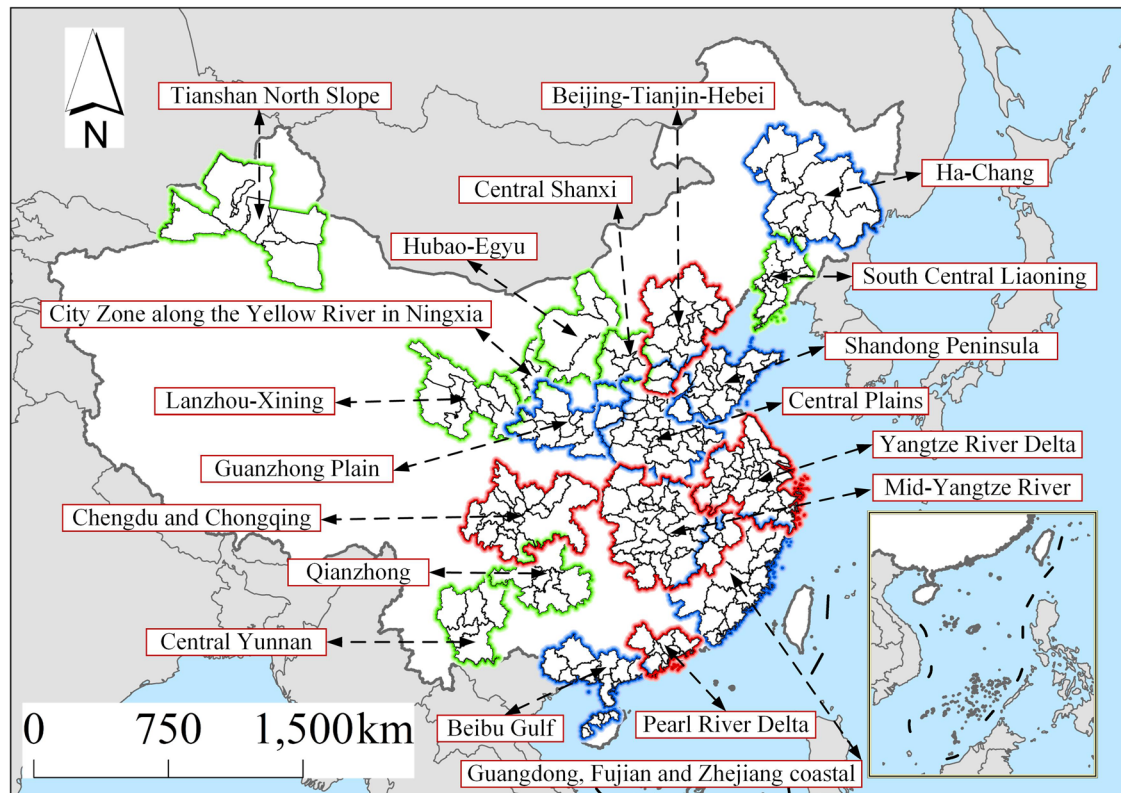 Tianshan North Slope
Beijing-Tianjin-Hebei
N
Central Shanxi
Ha-Chang
Hubao-Egyu
South Central Liaoning
City Zone along the Yellow River in Ningxia
Shandong Peninsula
Lanzhou-Xining
Central Plains
Yangtze River Delta
Guanzhong Plain
Mid-Yangtze River
Chengdu and Chongqing
Qianzhong
Central Yunnan
0 750 1,500km
Beibu Gulf
Pearl River Delta
Guangdong, Fujian and Zhejiang coastal